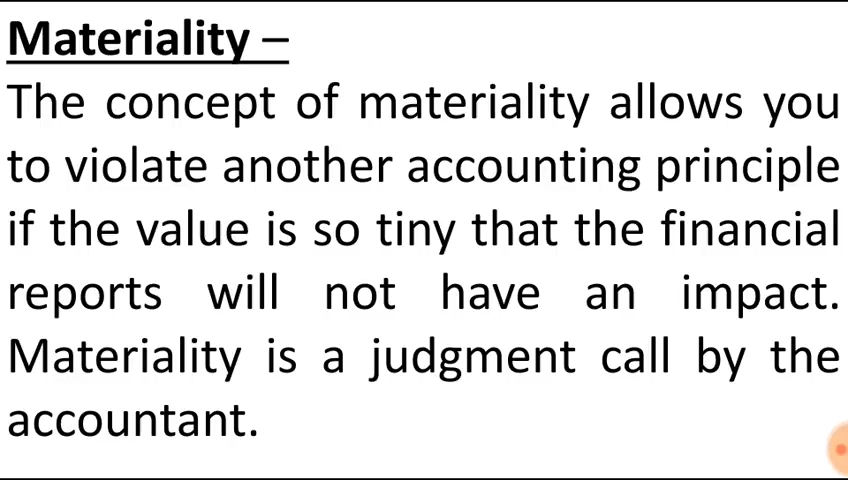 Materiality –
The concept of materiality allows you
to violate another accounting principle
if the value is so tiny that the financial
reports will not have an impact.
Materiality is a judgment call by the
accountant.